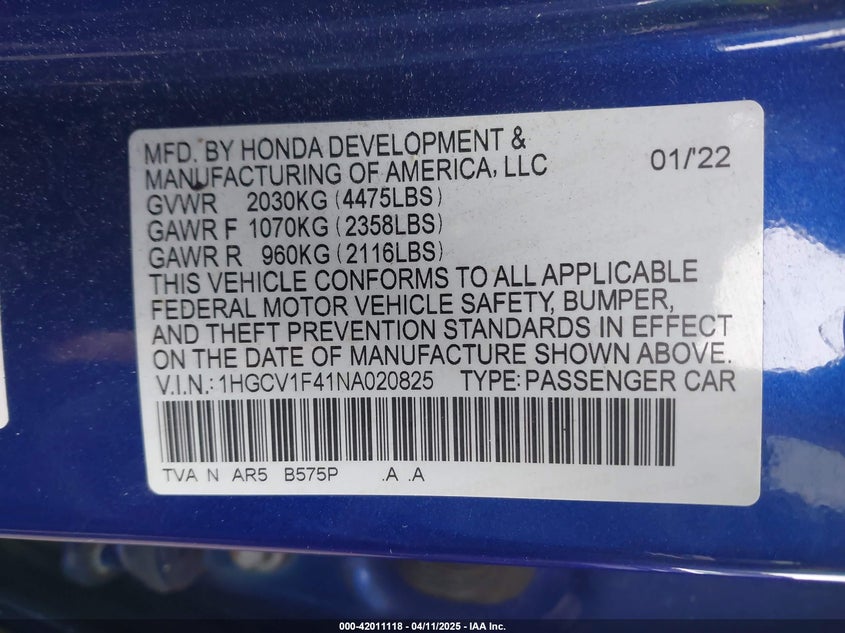 MFD. BY HONDA DEVELOPMENT &
MANUFACTURING OF AMERICA, LLC 01/'22
GVWR 2030KG (4475LBS)
GAWR F 1070KG (2358LBS)
GAWR R 960KG (2116LBS)
THIS VEHICLE CONFORMS TO ALL APPLICABLE
FEDERAL MOTOR VEHICLE SAFETY, BUMPER,
AND THEFT PREVENTION STANDARDS IN EFFECT
ON THE DATE OF MANUFACTURE SHOWN ABOVE.
V.I.N.: 1HGCV1F41NA020825 TYPE: PASSENGER CAR
TVA N AR5 B575P .A .A
000-42011118 - 04/11/2025 - IAA Inc.